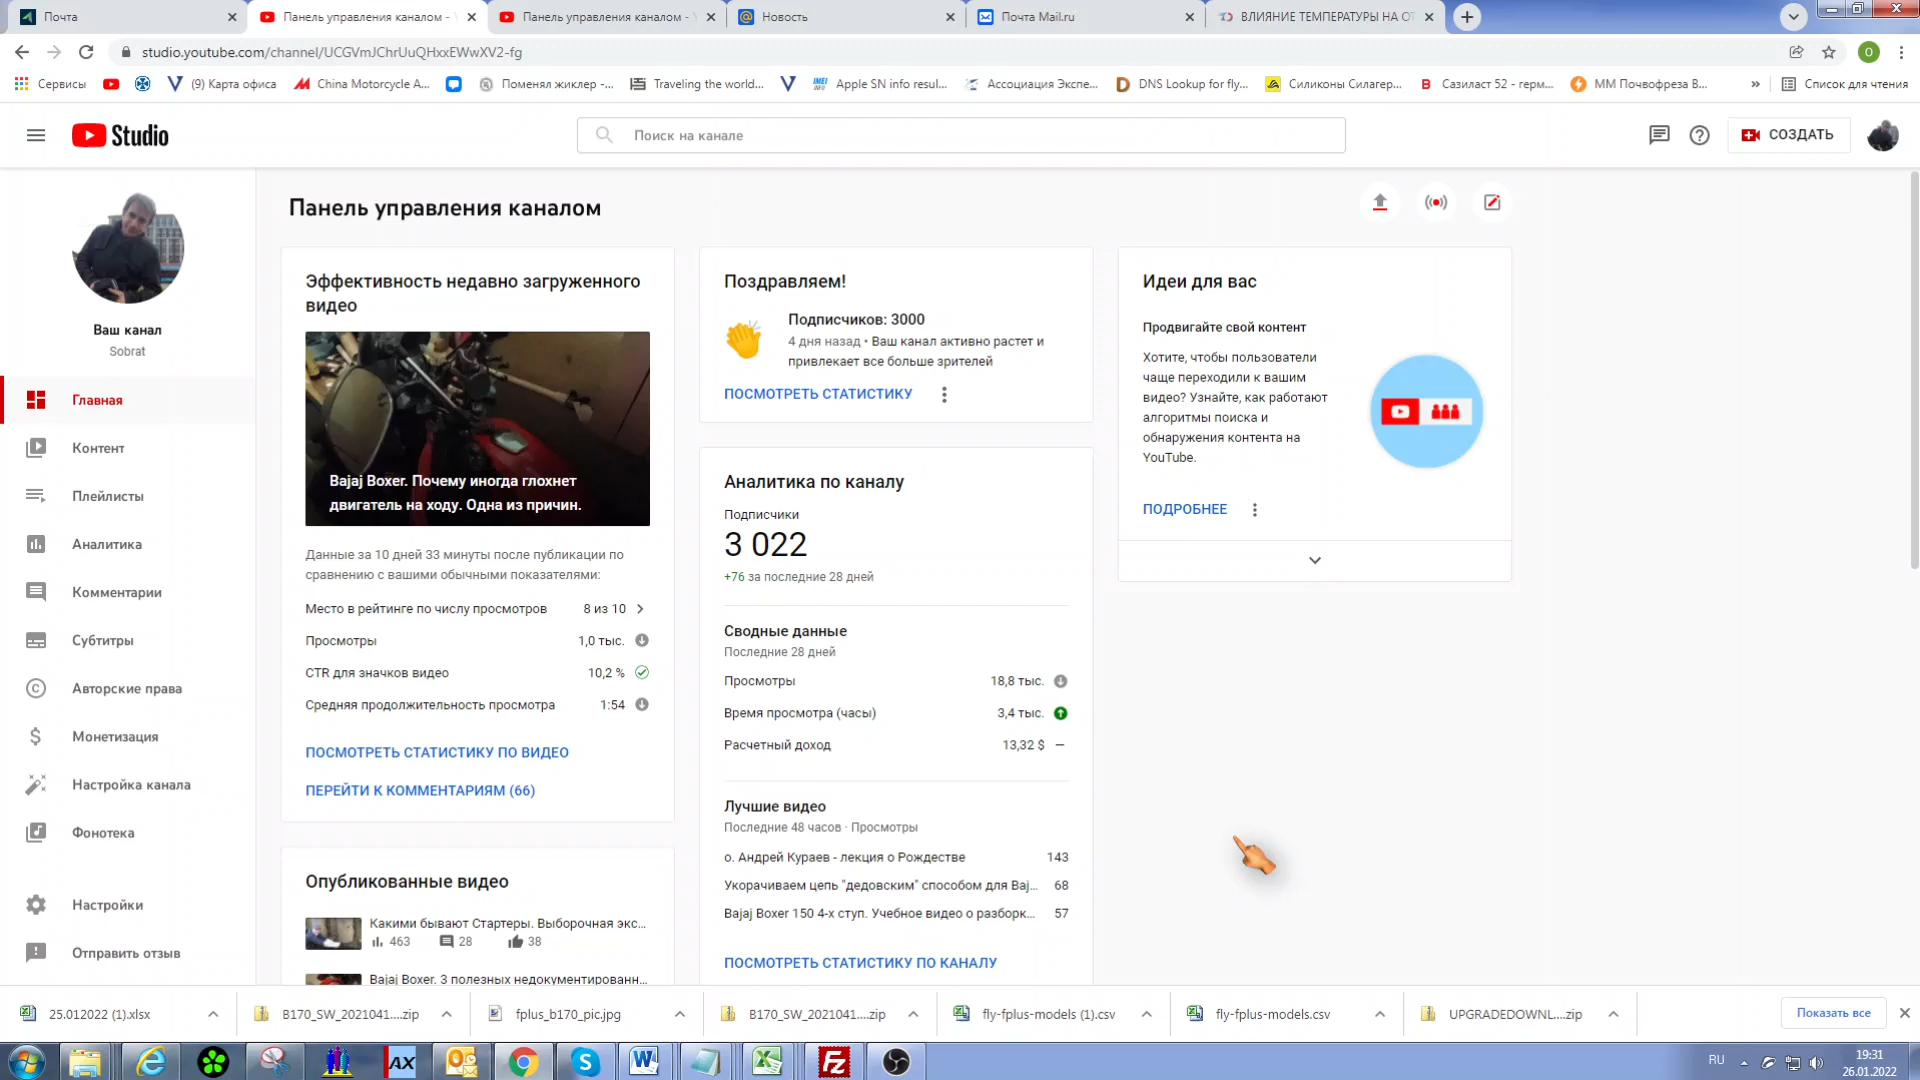 Почта
Панель управления каналом -
Панель управления каналом -
Новость
Почта Mail.ru
ВЛИЯНИЕ ТЕМПЕРАТУРЫ НА ОТ
studio.youtube.com/channel/UCGVmJChrUuQHxxEWwXV2-fg
О
Сервисы
(9) Карта офиса
China Motorcycle A...
Поменял жиклер -...
Traveling the world...
Apple SN info resul...
Ассоциация Экспе...
DNS Lookup for fly...
Силиконы Силагер...
Сазиласт 52 - герм...
ММ Почвофреза В...
»
Список для чтения
Studio
Поиск на канале
СОЗДАТЬ
Ваш канал
Sobrat
Главная
Контент
Плейлисты
Аналитика
Комментарии
Субтитры
Авторские права
Монетизация
Настройка канала
Фонотека
Настройки
Отправить отзыв
Панель управления каналом
Эффективность недавно загруженного
видео
Bajaj Boxer. Почему иногда глохнет
двигатель на ходу. Одна из причин.
Данные за 10 дней 33 минуты после публикации по
сравнению с вашими обычными показателями:
Место в рейтинге по числу просмотров 8 из 10
Просмотры 1,0 тыс.
CTR для значков видео 10,2 %
Средняя продолжительность просмотра 1:54
ПОСМОТРЕТЬ СТАТИСТИКУ ПО ВИДЕО
ПЕРЕЙТИ К КОММЕНТАРИЯМ (66)
Опубликованные видео
Какими бывают Стартеры. Выборочная экс...
463 28 38
Bajaj Boxer. 3 полезных недокументированн...
Поздравляем!
Подписчиков: 3000
4 дня назад • Ваш канал активно растет и
привлекает все больше зрителей
ПОСМОТРЕТЬ СТАТИСТИКУ
Аналитика по каналу
Подписчики
3 022
+76 за последние 28 дней
Сводные данные
Последние 28 дней
Просмотры 18,8 тыс.
Время просмотра (часы) 3,4 тыс.
Расчетный доход 13,32 $ —
Лучшие видео
Последние 48 часов · Просмотры
о. Андрей Кураев - лекция о Рождестве 143
Укорачиваем цепь "дедовским" способом для Baj... 68
Bajaj Boxer 150 4-х ступ. Учебное видео о разборк... 57
ПОСМОТРЕТЬ СТАТИСТИКУ ПО КАНАЛУ
Идеи для вас
Продвигайте свой контент
Хотите, чтобы пользователи
чаще переходили к вашим
видео? Узнайте, как работают
алгоритмы поиска и
обнаружения контента на
YouTube.
ПОДРОБНЕЕ
25.012022 (1).xlsx
B170_SW_2021041....zip
fplus_b170_pic.jpg
B170_SW_2021041....zip
fly-fplus-models (1).csv
fly-fplus-models.csv
UPGRADEDOWNL....zip
Показать все
AX
RU
19:31
26.01.2022